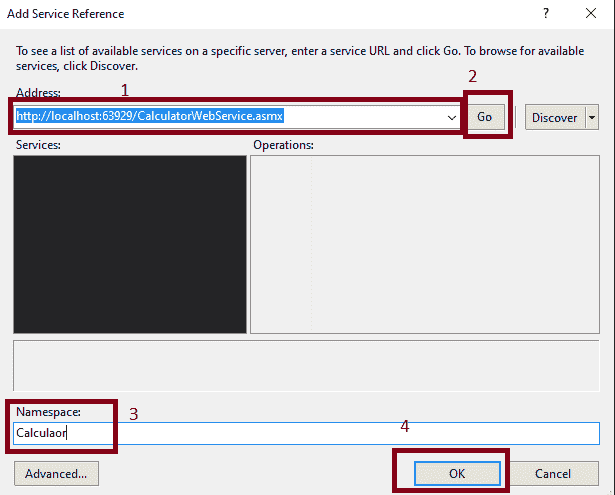 Add Service Reference
?
To see a list of available services on a specific server, enter a service URL and click Go. To browse for available
services, click Discover.
1
2
Address:
http://localhost:63929/CalculatorWebService.asmx
Go
Discover
Services:
Operations:
Namespace:
3
Calculaor
4
Advanced...
OK
Cancel